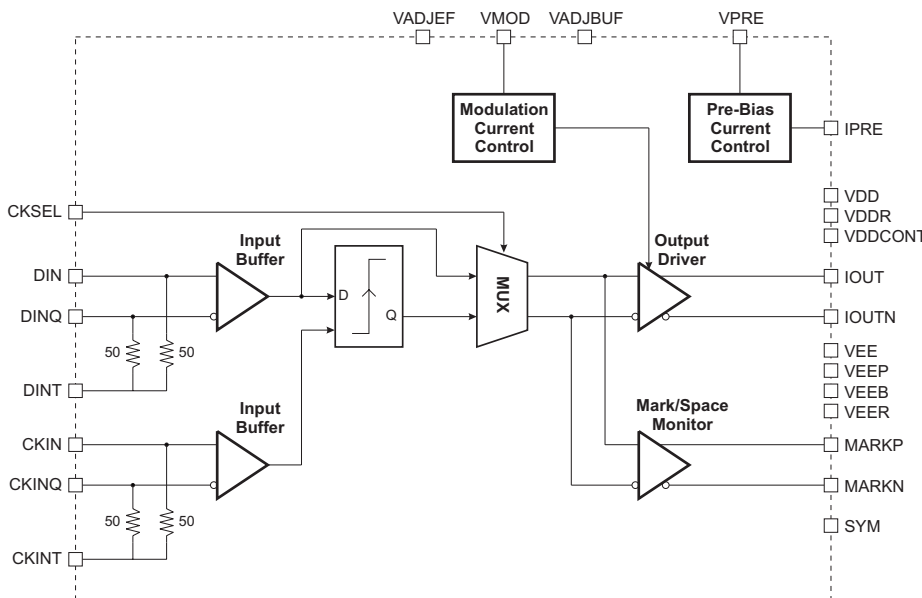 VADJEF VMOD VADJBUF VPRE
Modulation
Current
Control
Pre-Bias
Current
Control
IPRE
VDD
VDDR
VDDCONT
CKSEL
Input
Buffer
Output
Driver
DIN
DINQ
50 50
DINT
D
Q
MUX
IOUT
IOUTN
VEE
VEEP
VEEB
VEER
Input
Buffer
Mark/Space
Monitor
CKIN
CKINQ
50 50
CKINT
MARKP
MARKN
SYM